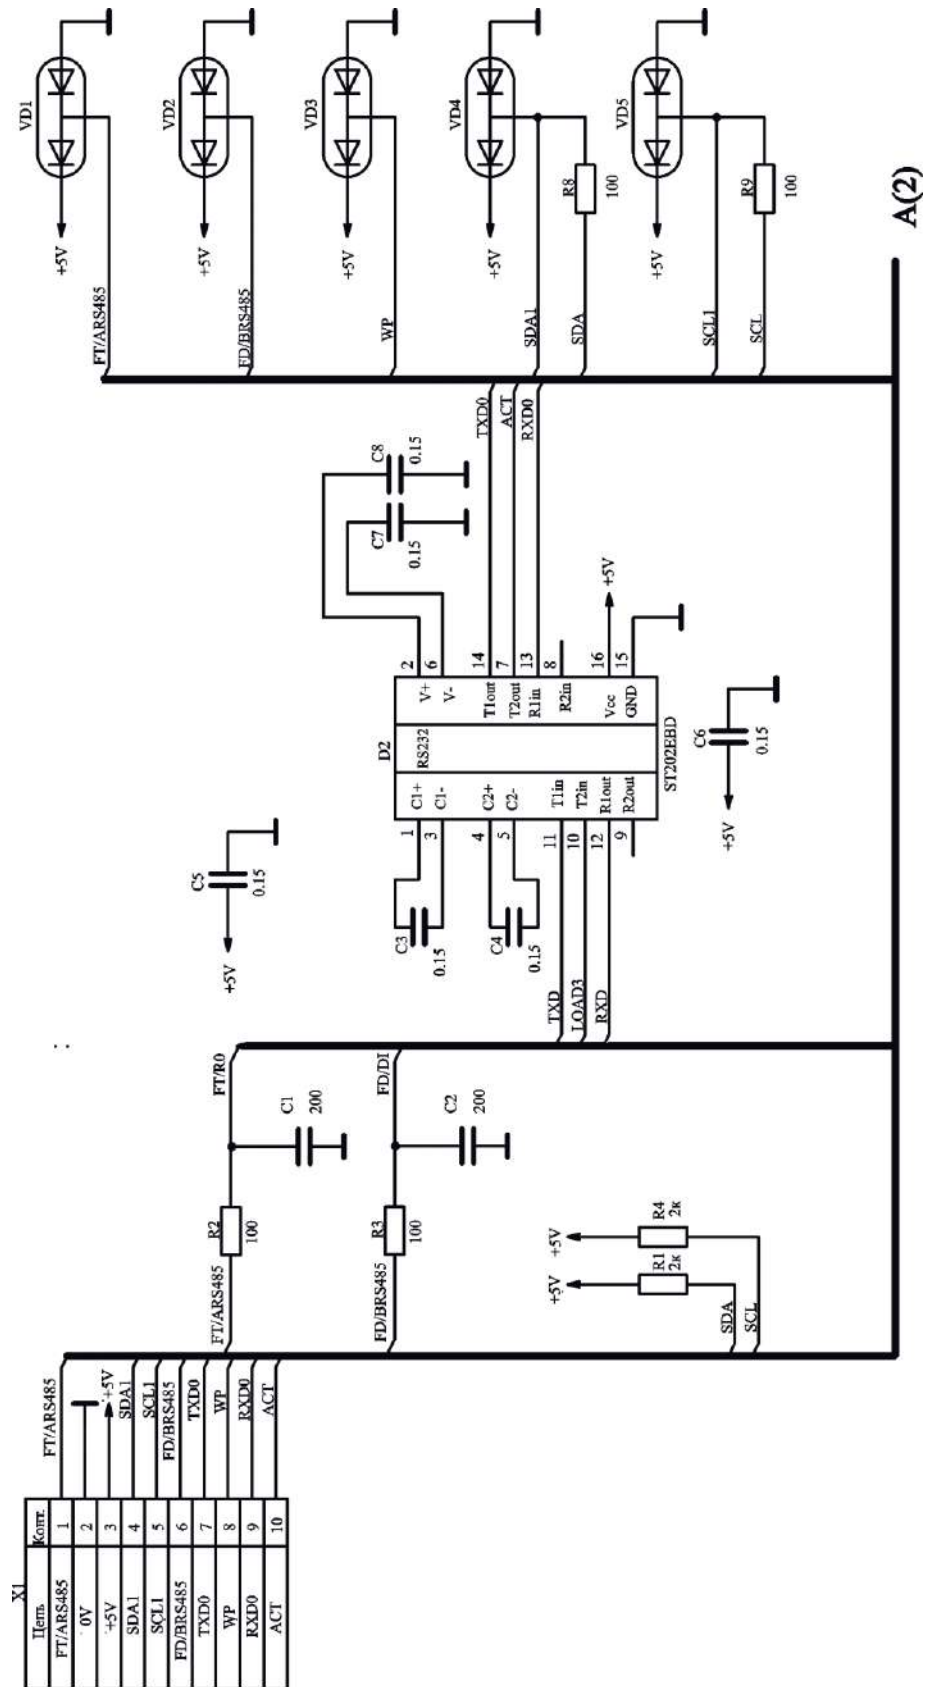 X1
Цепь Конт.
FT/ARS485 1
0V 2
+5V 3
SDA1 4
SCL1 5
FD/BRS485 6
TXD0 7
WP 8
RXD0 9
ACT 10
FT/ARS485
+5V
SDA1
SCL1
FD/BRS485
TXD0
WP
RXD0
ACT
FT/ARS485
R2
100
FT/R0
C1
200
FD/BRS485
R3
100
FD/DI
C2
200
+5V
+5V
R1
2к
R4
2к
SDA
SCL
+5V
C5
0.15
C3
0.15
C4
0.15
TXD
LOAD3
RXD
D2
RS232
1 C1+
3 C1-
4 C2+
5 C2-
11 T1in
10 T2in
12 R1out
9 R2out
V+ 2
V- 6
T1out 14
T2out 7
R1in 13
R2in 8
Vcc 16
GND 15
ST202EBD
+5V
+5V
C6
0.15
C7
0.15
C8
0.15
TXD0
ACT
RXD0
VD1
+5V
FT/ARS485
VD2
+5V
FD/BRS485
VD3
+5V
WP
VD4
+5V
SDA1
R8
100
SDA
VD5
+5V
SCL1
R9
100
SCL
A(2)